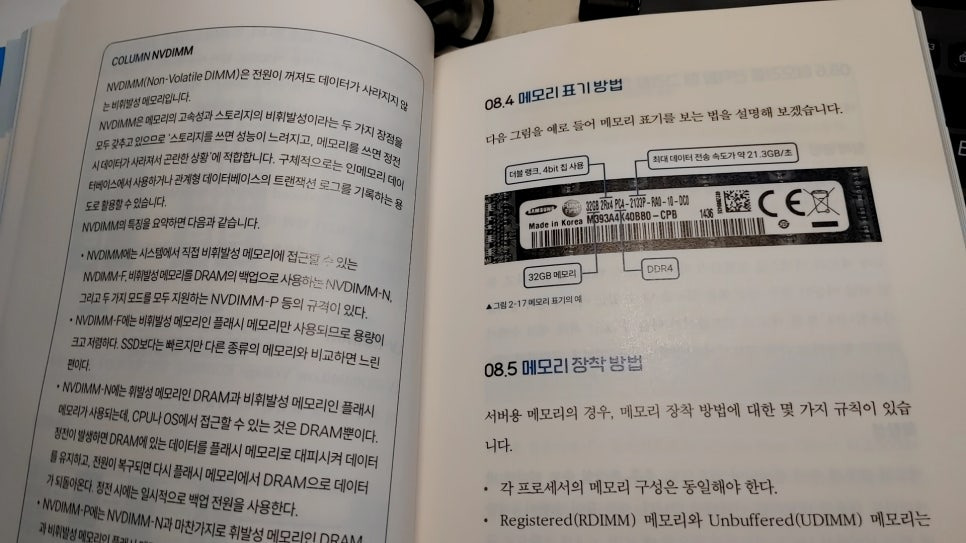 COLUMN NVDIMM
NVDIMM(Non-Volatile DIMM)은 전원이 꺼져도 데이터가 사라지지 않
는 비휘발성 메모리입니다.
NVDIMM은 메모리의 고속성과 스토리지의 비휘발성이라는 두 가지 장점을
모두 갖추고 있으므로 '스토리지를 쓰면 성능이 느려지고, 메모리를 쓰면 정전
시 데이터가 사라져서 곤란한 상황'에 적합합니다. 구체적으로는 인메모리 데이
터베이스에서 사용하거나 관계형 데이터베이스의 트랜잭션 로그를 기록하는 용
도로 활용할 수 있습니다.
NVDIMM의 특징을 요약하면 다음과 같습니다.
• NVDIMM에는 시스템에서 직접 비휘발성 메모리에 접근할 수 있는
NVDIMM-F, 비휘발성 메모리를 DRAM의 백업으로 사용하는 NVDIMM-N,
그리고 두 가지 모드를 모두 지원하는 NVDIMM-P 등의 규격이 있다.
• NVDIMM-F에는 비휘발성 메모리인 플래시 메모리만 사용되므로 용량이
크고 저렴하다. SSD보다는 빠르지만 다른 종류의 메모리와 비교하면 느린
편이다.
• NVDIMM-N에는 휘발성 메모리인 DRAM과 비휘발성 메모리인 플래시
메모리가 사용되는데, CPU나 OS에서 접근할 수 있는 것은 DRAM뿐이다.
정전이 발생하면 DRAM에 있는 데이터를 플래시 메모리로 대피시켜 데이터
를 유지하고, 전원이 복구되면 다시 플래시 메모리에서 DRAM으로 데이터
가 되돌아온다. 정전 시에는 일시적으로 백업 전원을 사용한다.
• NVDIMM-P에는 NVDIMM-N과 마찬가지로 휘발성 메모리인 DRAM
과 비휘발성 메모리인 플래시
08.4 메모리 표기 방법
다음 그림을 예로 들어 메모리 표기를 보는 법을 설명해 보겠습니다.
더블 랭크, 4bit 칩 사용
최대 데이터 전송 속도가 약 21.3GB/초
SAMSUNG
32GB 2Rx4 PC4-2133P-RA0-10-DC0
Made in Korea
M393A4K40BB0-CPB
1436
CE
32GB 메모리
DDR4
▲ 그림 2-17 메모리 표기의 예
08.5 메모리 장착 방법
서버용 메모리의 경우, 메모리 장착 방법에 대한 몇 가지 규칙이 있습
니다.
• 각 프로세서의 메모리 구성은 동일해야 한다.
• Registered(RDIMM) 메모리와 Unbuffered(UDIMM) 메모리는